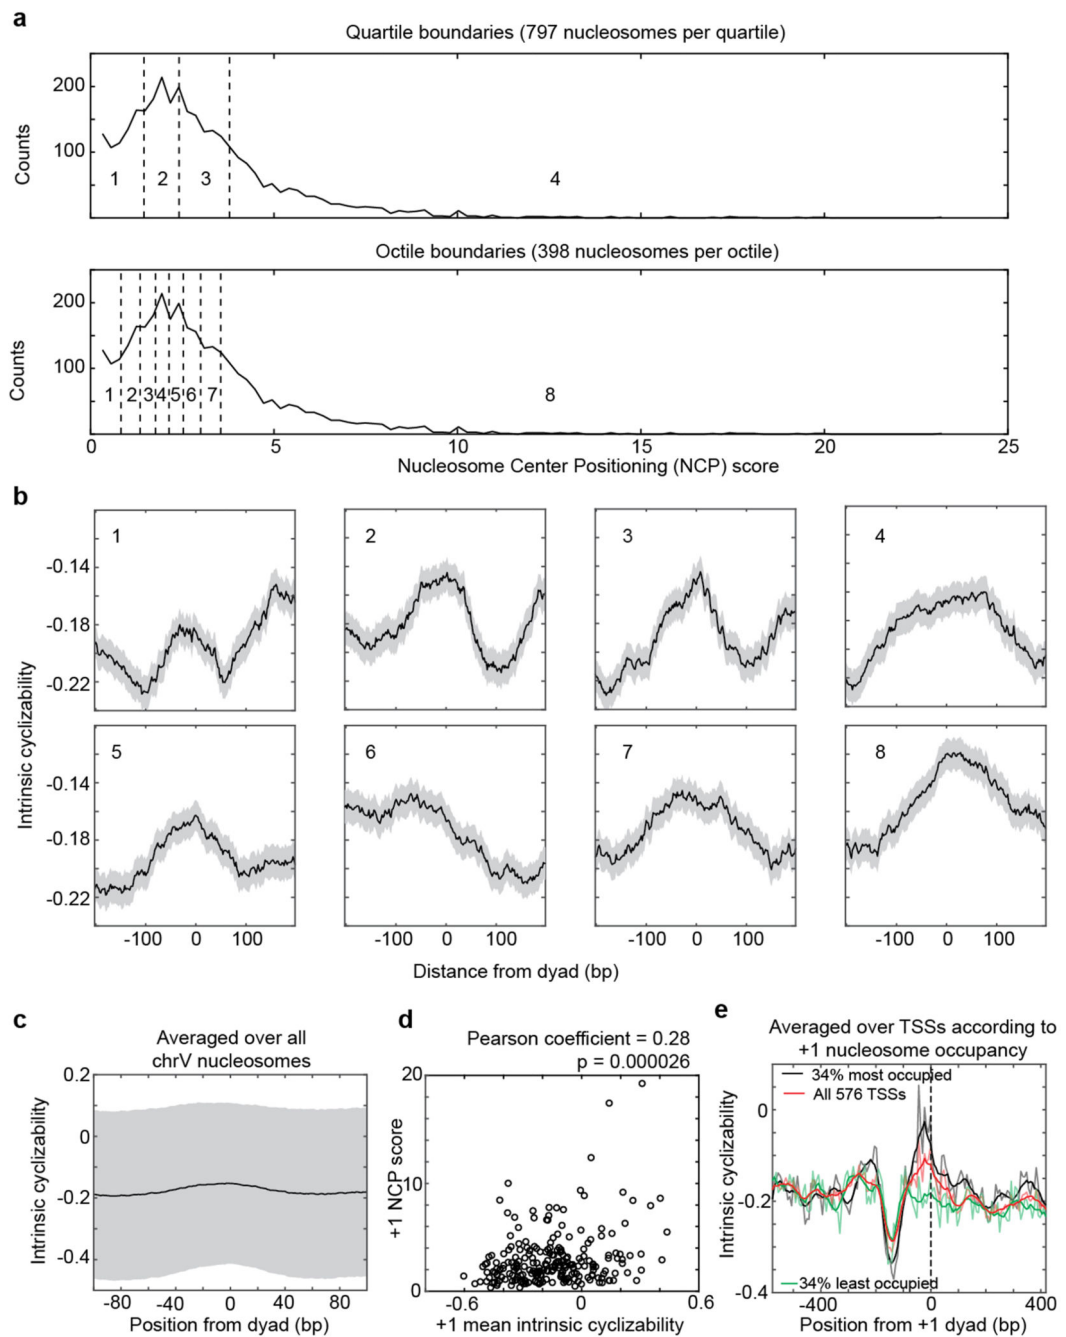 a
Quartile boundaries (797 nucleosomes per quartile)
200
100
Counts
1 2 3 4
Octile boundaries (398 nucleosomes per octile)
200
100
Counts
1 2 3 4 5 6 7 8
0 5 10 15 20 25
Nucleosome Center Positioning (NCP) score
b
1 2 3 4
-0.14
-0.18
-0.22
Intrinsic cyclizability
5 6 7 8
-0.14
-0.18
-0.22
-100 0 100 -100 0 100 -100 0 100 -100 0 100
Distance from dyad (bp)
c
Averaged over all
chrV nucleosomes
0.2
0
-0.2
-0.4
Intrinsic cyclizability
-80 -40 0 40 80
Position from dyad (bp)
d
Pearson coefficient = 0.28
p = 0.000026
20
10
0
+1 NCP score
-0.6 0 0.6
+1 mean intrinsic cyclizability
e
Averaged over TSSs according to
+1 nucleosome occupancy
34% most occupied
All 576 TSSs
0
-0.2
-0.4
Intrinsic cyclizability
34% least occupied
-400 0 400
Position from +1 dyad (bp)